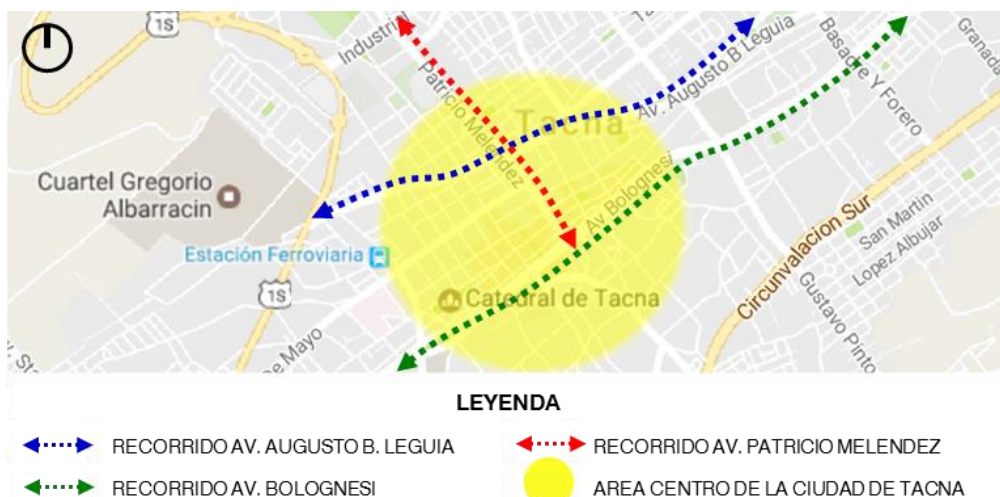 1S
Industrial
Patricio Melendez
Av. Augusto B Leguia
Basadre Y Forero
Granada
Tacna
Cuartel Gregorio
Albarracin
Av Bolognesi
Estación Ferroviaria
1S
Catedral de Tacna
De Mayo
Circunvalacion Sur
San Martin
Lopez Albujar
Gustavo Pinto
LEYENDA
RECORRIDO AV. AUGUSTO B. LEGUIA
RECORRIDO AV. PATRICIO MELENDEZ
RECORRIDO AV. BOLOGNESI
AREA CENTRO DE LA CIUDAD DE TACNA